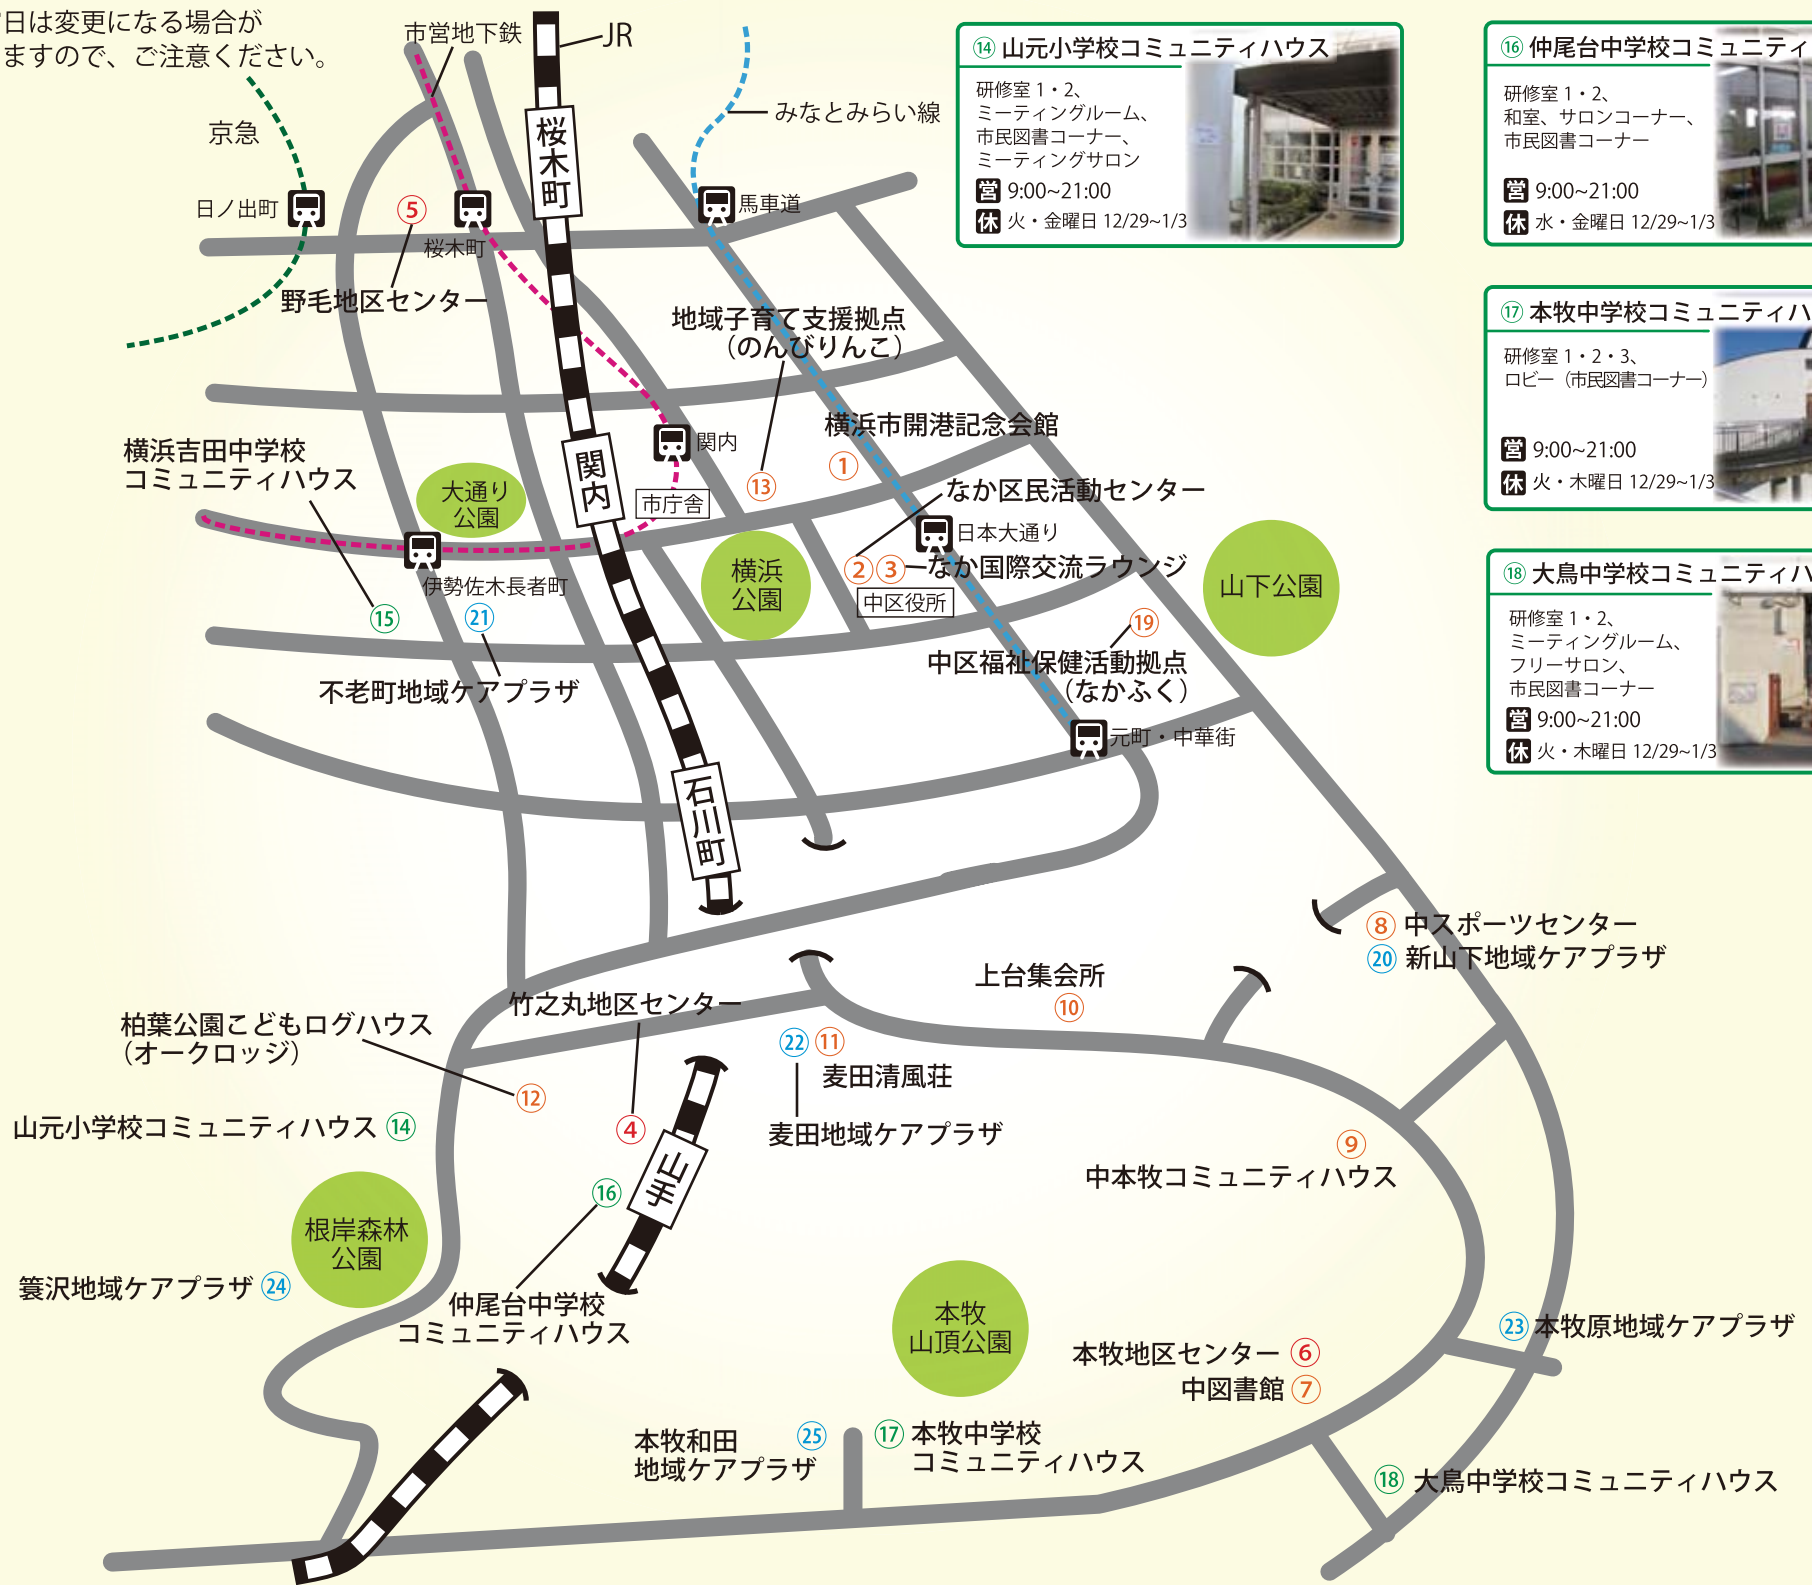 日は変更になる場合が
ますので、ご注意ください。
市営地下鉄
JR
みなとみらい線
京急
日ノ出町
⑤
桜木町
桜木町
馬車道
野毛地区センター
地域子育て支援拠点
（のんびりんこ）
横浜市開港記念会館
①
⑬
関内
関内
市庁舎
横浜吉田中学校
コミュニティハウス
大通り
公園
なか区民活動センター
日本大通り
② ③ なか国際交流ラウンジ
中区役所
横浜
公園
山下公園
伊勢佐木長者町
⑮
㉑
不老町地域ケアプラザ
⑲
中区福祉保健活動拠点
（なかふく）
元町・中華街
石川町
⑧ 中スポーツセンター
⑳ 新山下地域ケアプラザ
上台集会所
⑩
竹之丸地区センター
柏葉公園こどもログハウス
（オークロッジ）
⑫
㉒ ⑪
麦田清風荘
麦田地域ケアプラザ
④
山元小学校コミュニティハウス ⑭
山手
⑯
⑨
中本牧コミュニティハウス
根岸森林
公園
簑沢地域ケアプラザ ㉔
仲尾台中学校
コミュニティハウス
本牧
山頂公園
㉓ 本牧原地域ケアプラザ
本牧地区センター ⑥
中図書館 ⑦
本牧和田 ㉕
地域ケアプラザ
⑰ 本牧中学校
コミュニティハウス
⑱ 大鳥中学校コミュニティハウス
⑭ 山元小学校コミュニティハウス
研修室 1・2、
ミーティングルーム、
市民図書コーナー、
ミーティングサロン
営 9:00~21:00
休 火・金曜日 12/29~1/3
⑯ 仲尾台中学校コミュニティ
研修室 1・2、
和室、サロンコーナー、
市民図書コーナー
営 9:00~21:00
休 水・金曜日 12/29~1/3
⑰ 本牧中学校コミュニティハ
研修室 1・2・3、
ロビー（市民図書コーナー）
営 9:00~21:00
休 火・木曜日 12/29~1/3
⑱ 大鳥中学校コミュニティハ
研修室 1・2、
ミーティングルーム、
フリーサロン、
市民図書コーナー
営 9:00~21:00
休 火・木曜日 12/29~1/3